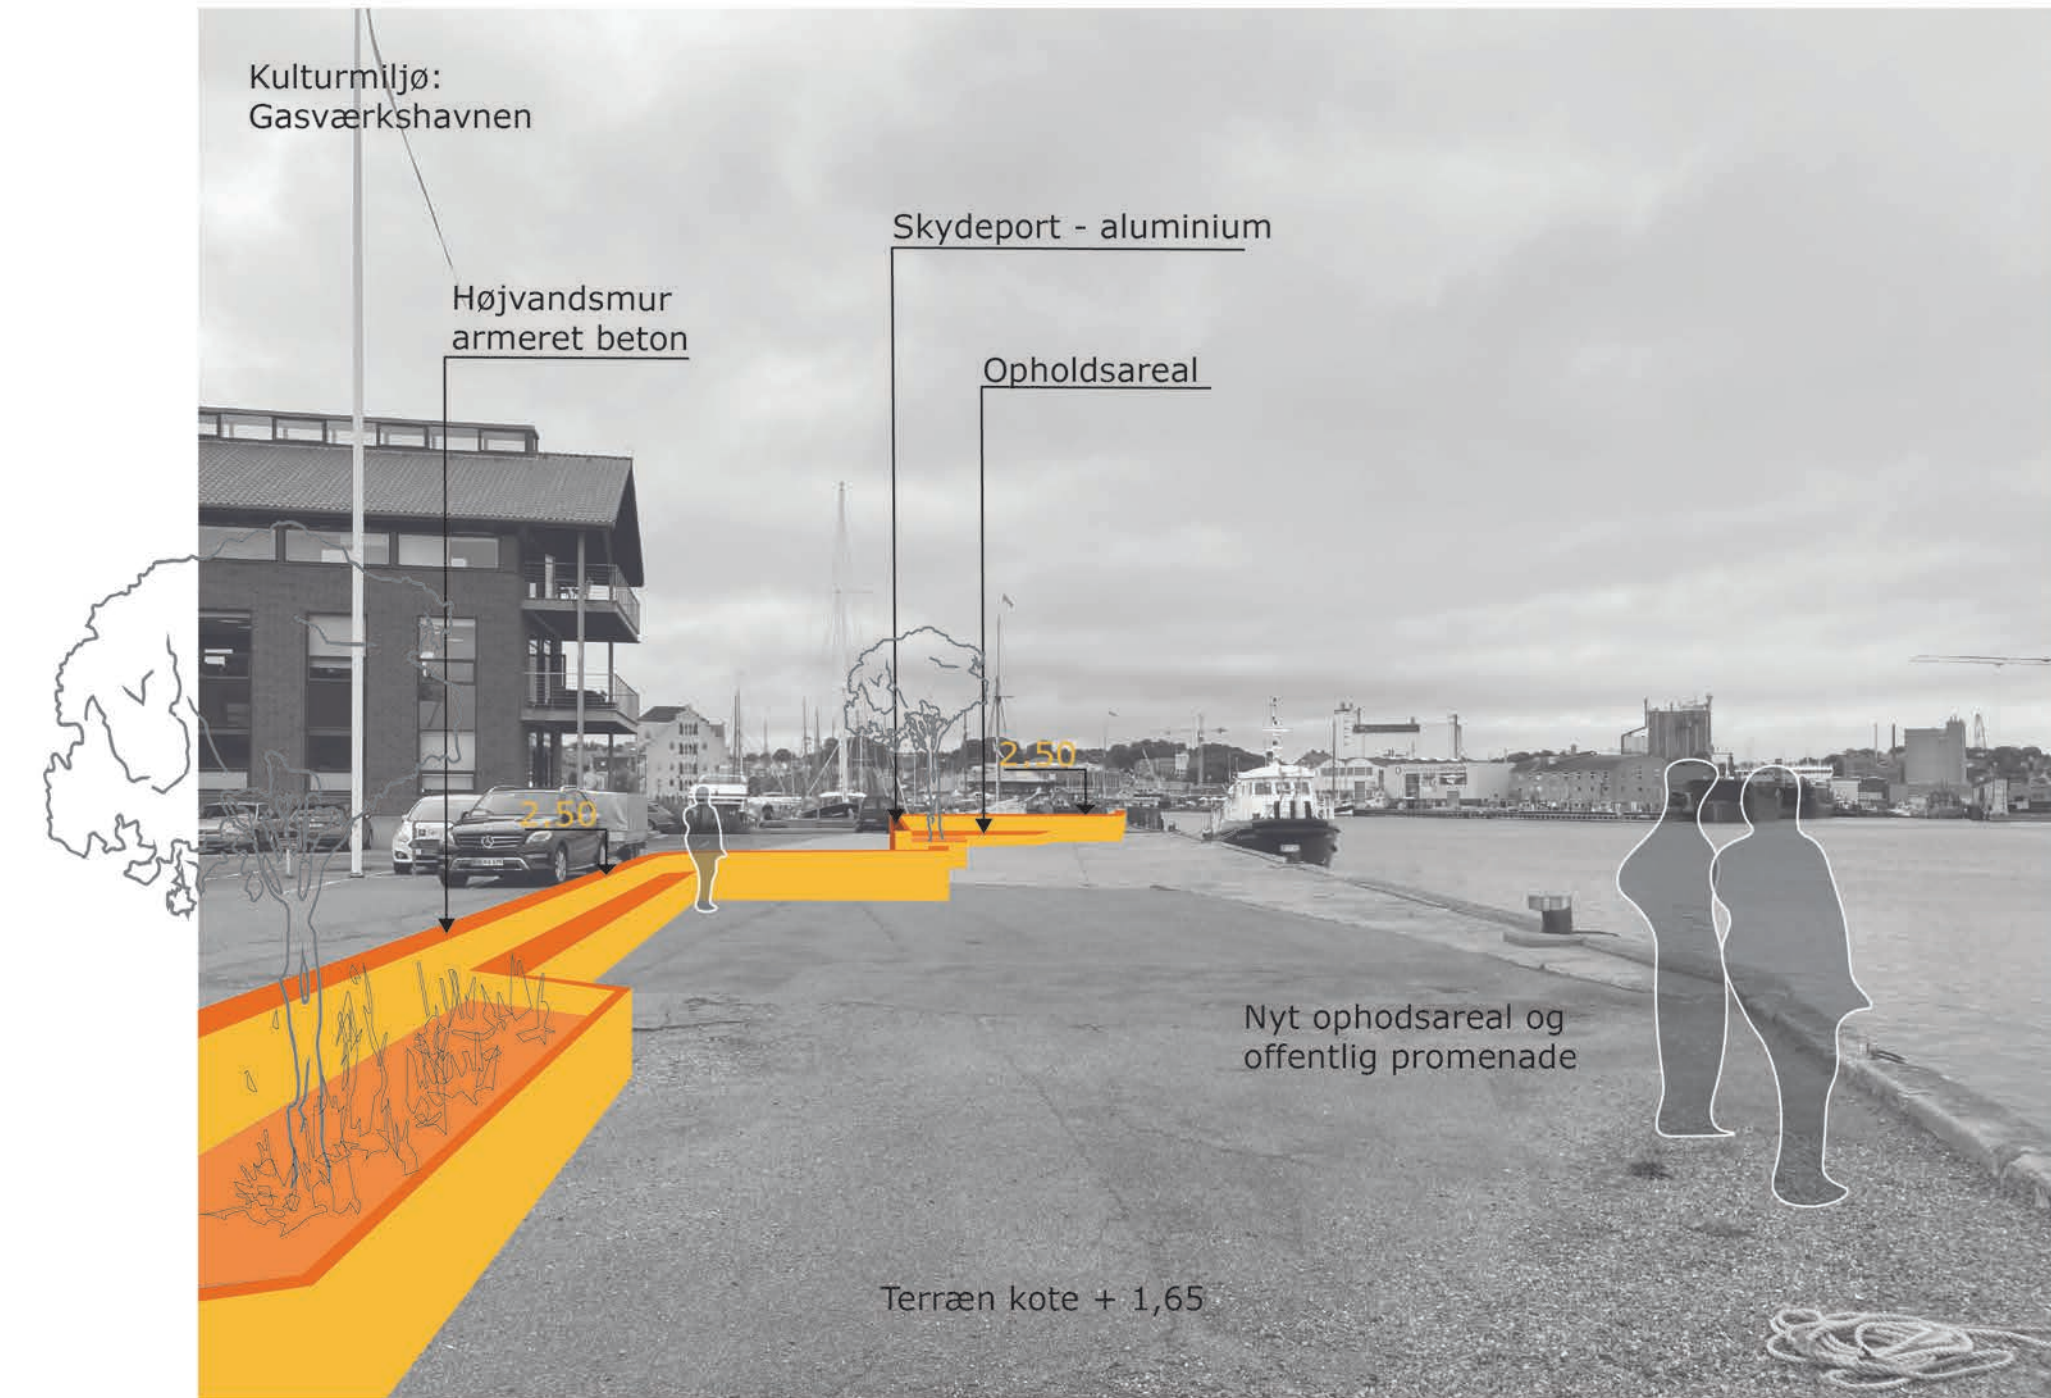 Kulturmiljø:
Gasværkshavnen
Skydeport - aluminium
Højvandsmur
armeret beton
Opholdsareal
2.50
2.50
Nyt ophodsareal og
offentlig promenade
Terræn kote + 1,65